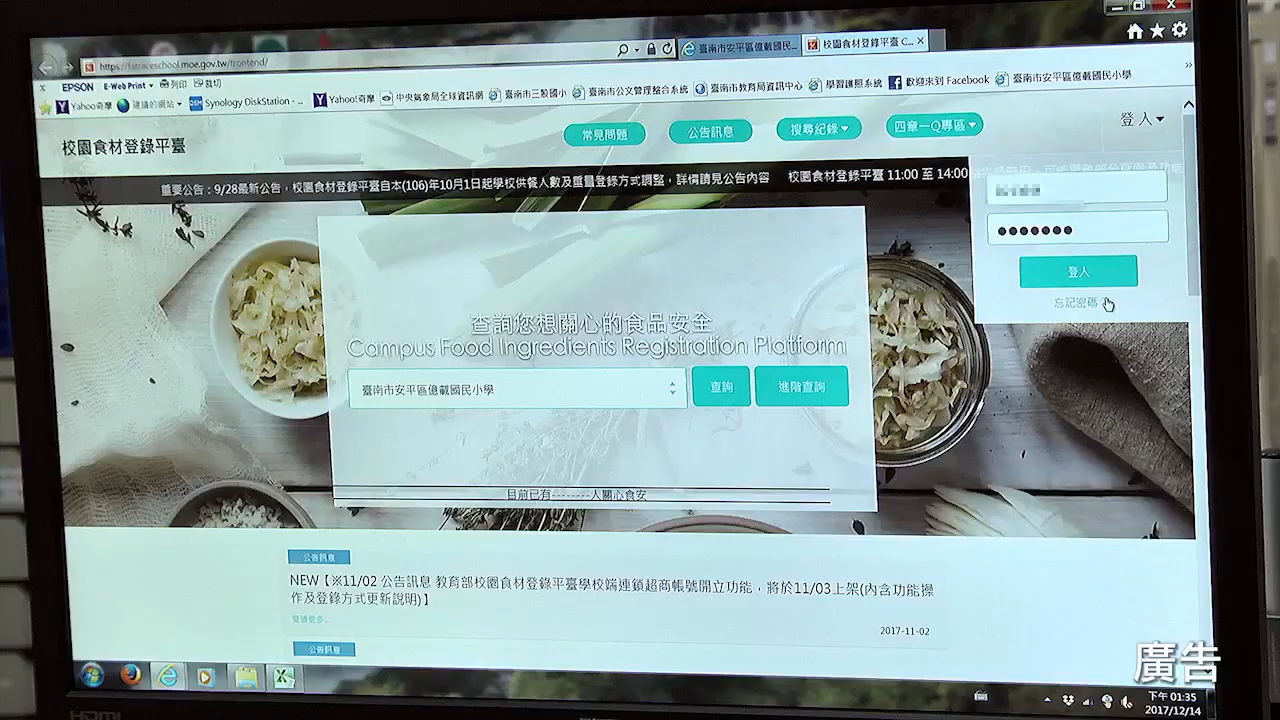 臺南市安平區億載國民...
校園食材登錄平臺 C...
https://fatraceschool.moe.gov.tw/frontend/
EPSON E-Web Print 列印 裁切
Yahoo奇摩 建議的網站 Synology DiskStation - ... Yahoo!奇摩 中央氣象局全球資訊網 臺南市三股國小 臺南市公文管理整合系統 臺南市教育局資訊中心 學習護照系統 歡迎來到 Facebook 臺南市安平區億載國民小學
校園食材登錄平臺
常見問題 公告訊息 搜尋紀錄 四章一Q專區 登入
重要公告:9/28最新公告,校園食材登錄平臺自本(106)年10月1日起學校供餐人數及重量登錄方式調整,詳情請見公告內容 校園食材登錄平臺 11:00 至 14:00
●●●●●●●
登入
忘記密碼
查詢您想關心的食品安全
Campus Food Ingredients Registration Platform
臺南市安平區億載國民小學 查詢 進階查詢
目前已有--------人關心食安
公告訊息
NEW【※11/02 公告訊息 教育部校園食材登錄平臺學校端連鎖超商帳號開立功能,將於11/03上架(內含功能操
作及登錄方式更新說明)】
閱讀更多...
2017-11-02
公告訊息
廣告
下午 01:35
2017/12/14
HDMI